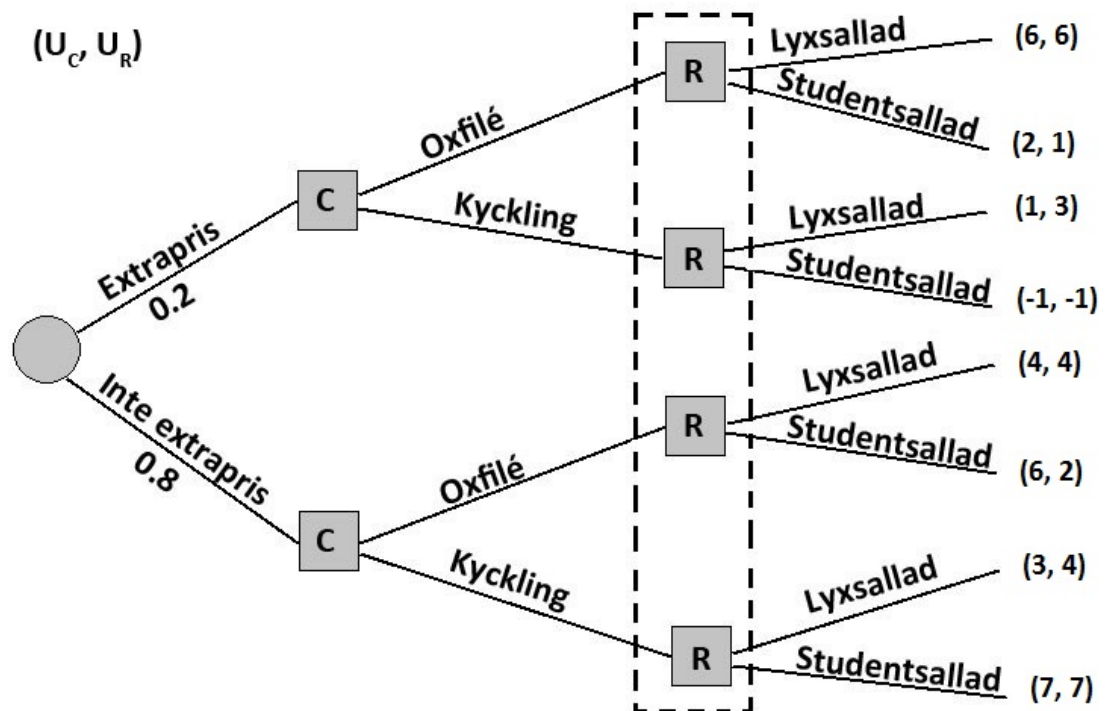 (U_C, U_R)
Extrapris
0.2
Inte extrapris
0.8
C
Oxfilé
Kyckling
C
Oxfilé
Kyckling
R
Lyxsallad
(6, 6)
Studentsallad
(2, 1)
R
Lyxsallad
(1, 3)
Studentsallad
(-1, -1)
R
Lyxsallad
(4, 4)
Studentsallad
(6, 2)
R
Lyxsallad
(3, 4)
Studentsallad
(7, 7)